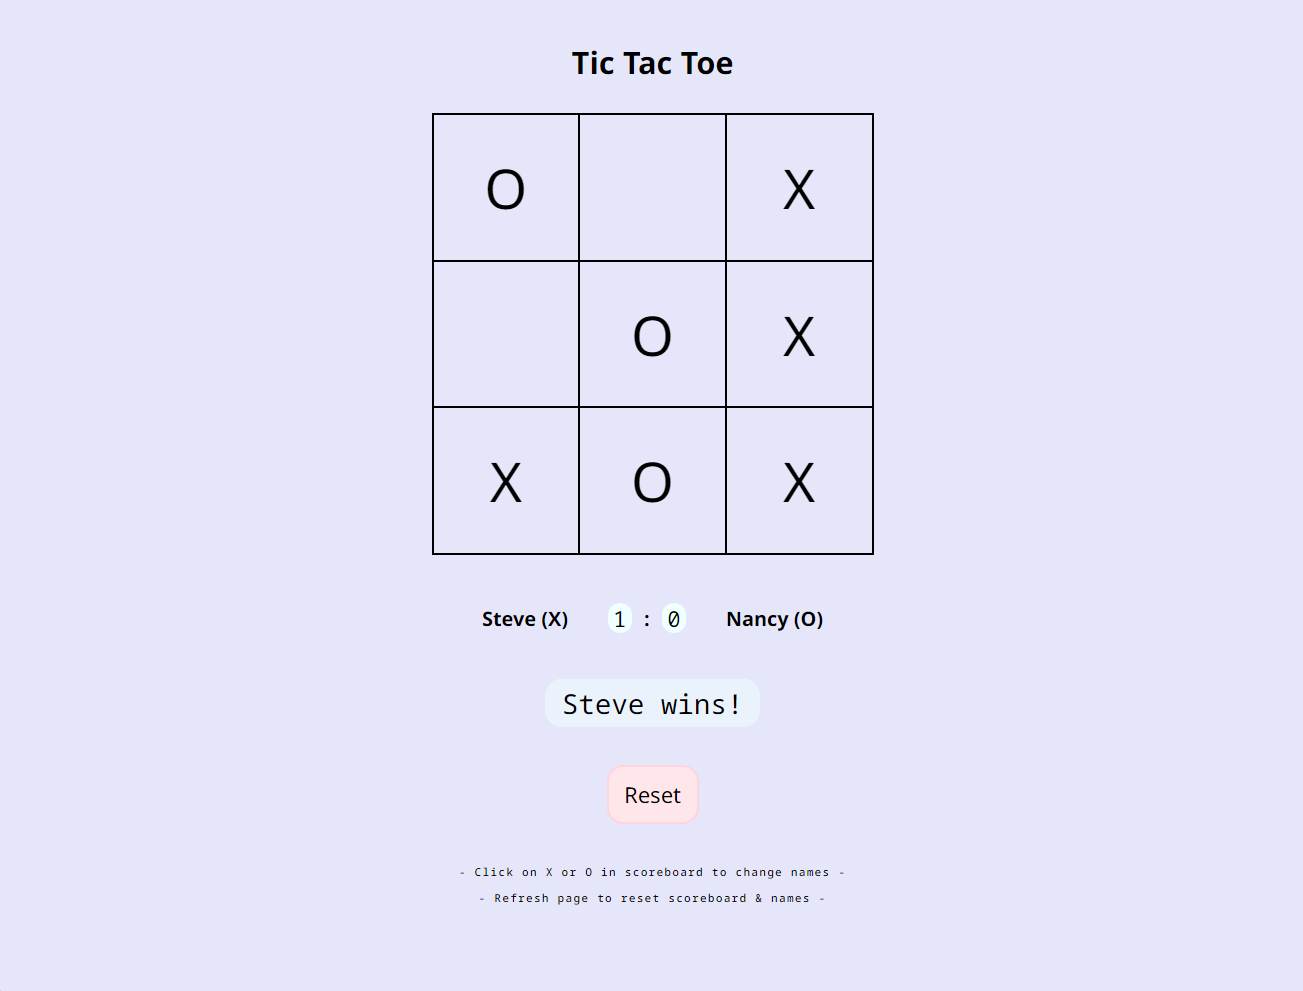 Tic Tac Toe
O X
O X
X O X
Steve (X) 1 : 0 Nancy (O)
Steve wins!
Reset
- Click on X or O in scoreboard to change names -
- Refresh page to reset scoreboard & names -